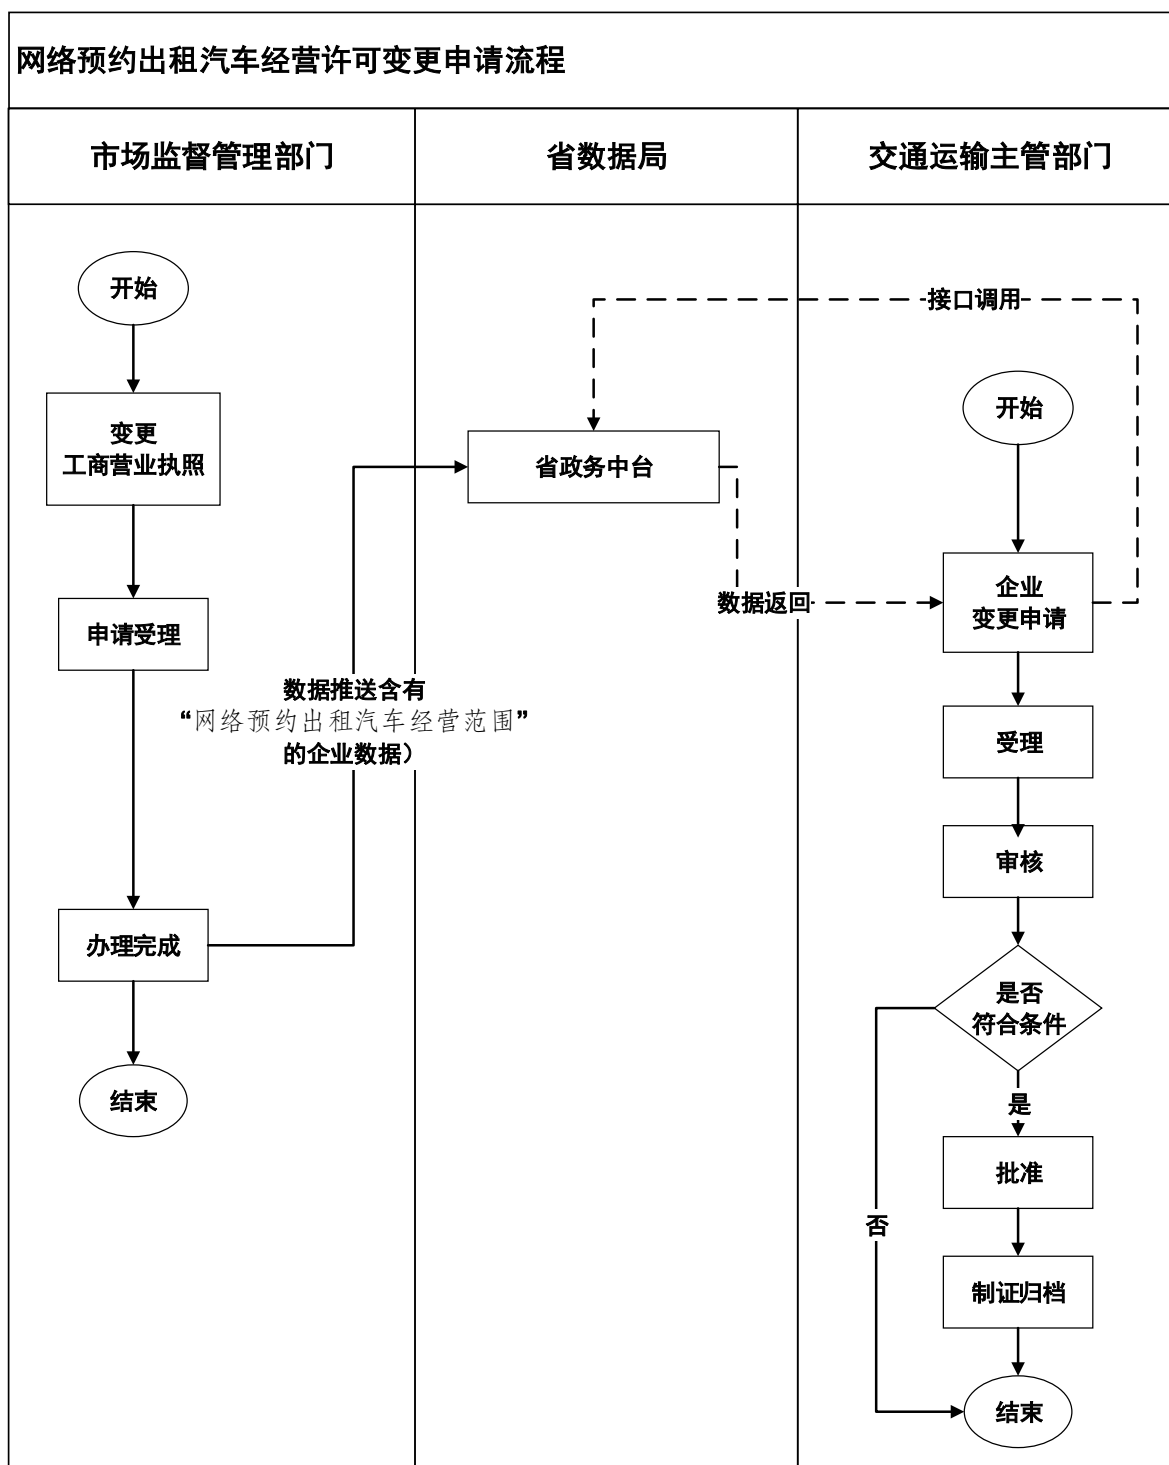 网络预约出租汽车经营许可变更申请流程
市场监督管理部门
省数据局
交通运输主管部门
开始
变更
工商营业执照
申请受理
办理完成
结束
数据推送含有
“网络预约出租汽车经营范围”
的企业数据）
省政务中台
接口调用
数据返回
开始
企业
变更申请
受理
审核
是否
符合条件
是
否
批准
制证归档
结束